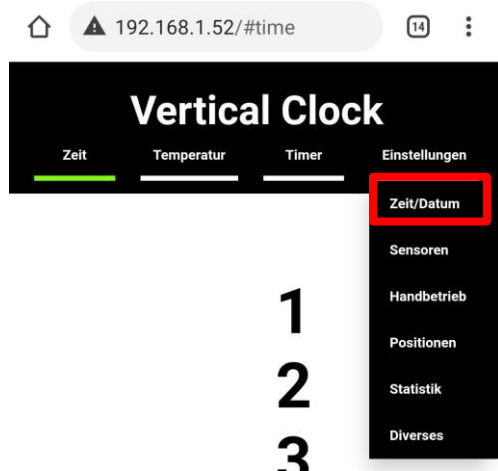 192.168.1.52/#time 14
Vertical Clock
Zeit Temperatur Timer Einstellungen
Zeit/Datum
Sensoren
Handbetrieb
Positionen
Statistik
Diverses
1
2
3